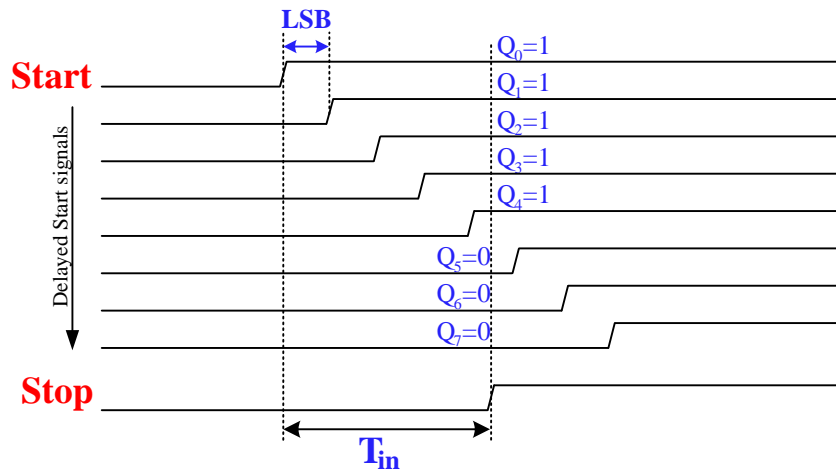 LSB
Start
Q₀=1
Q₁=1
Q₂=1
Q₃=1
Q₄=1
Q₅=0
Q₆=0
Q₇=0
Delayed Start signals
Stop
Tᵢₙ